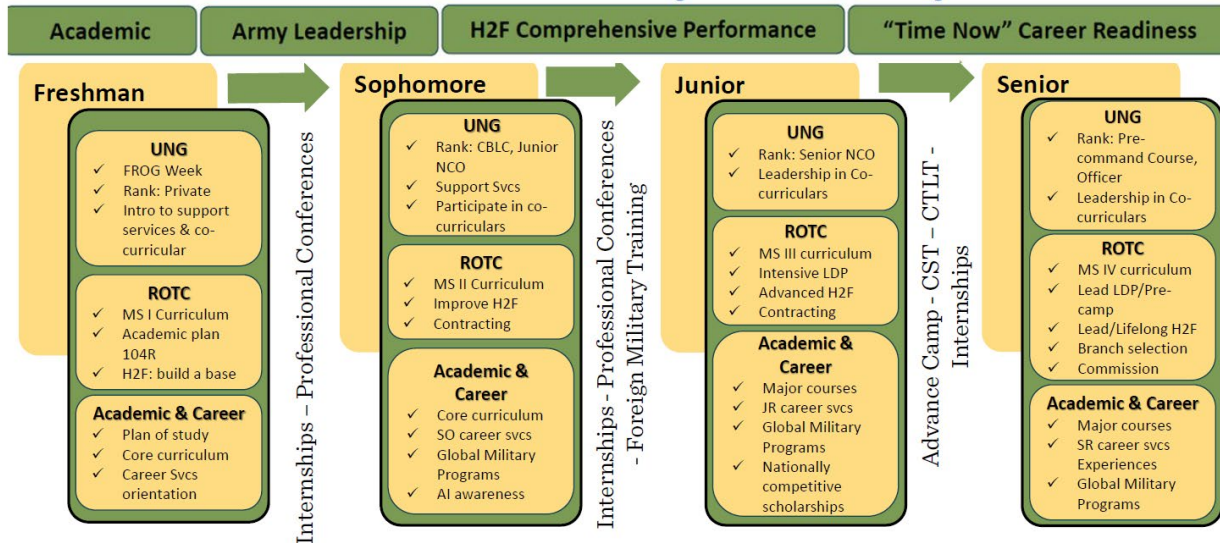 Academic
Army Leadership
H2F Comprehensive Performance
“Time Now” Career Readiness
Freshman
UNG
✓ FROG Week
✓ Rank: Private
✓ Intro to support
services & co-
curricular
ROTC
✓ MS I Curriculum
✓ Academic plan
104R
✓ H2F: build a base
Academic & Career
✓ Plan of study
✓ Core curriculum
✓ Career Svcs
orientation
Internships – Professional Conferences
Sophomore
UNG
✓ Rank: CBLC, Junior
NCO
✓ Support Svcs
✓ Participate in co-
curriculars
ROTC
✓ MS II Curriculum
✓ Improve H2F
✓ Contracting
Academic &
Career
✓ Core curriculum
✓ SO career svcs
✓ Global Military
Programs
✓ AI awareness
Internships - Professional Conferences
- Foreign Military Training
Junior
UNG
✓ Rank: Senior NCO
✓ Leadership in Co-
curriculars
ROTC
✓ MS III curriculum
✓ Intensive LDP
✓ Advanced H2F
✓ Contracting
Academic &
Career
✓ Major courses
✓ JR career svcs
✓ Global Military
Programs
✓ Nationally
competitive
scholarships
Advance Camp - CST – CTLT -
Internships
Senior
UNG
✓ Rank: Pre-
command Course,
Officer
✓ Leadership in Co-
curriculars
ROTC
✓ MS IV curriculum
✓ Lead LDP/Pre-
camp
✓ Lead/Lifelong H2F
✓ Branch selection
✓ Commission
Academic & Career
✓ Major courses
✓ SR career svcs
Experiences
✓ Global Military
Programs